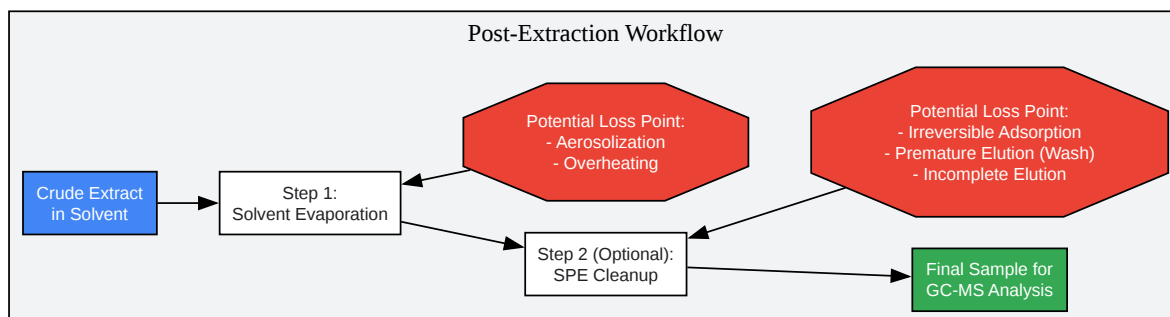 Post-Extraction Workflow
Potential Loss Point:
- Aerosolization
- Overheating
Potential Loss Point:
- Irreversible Adsorption
- Premature Elution (Wash)
- Incomplete Elution
Crude Extract
in Solvent
Step 1:
Solvent Evaporation
Step 2 (Optional):
SPE Cleanup
Final Sample for
GC-MS Analysis